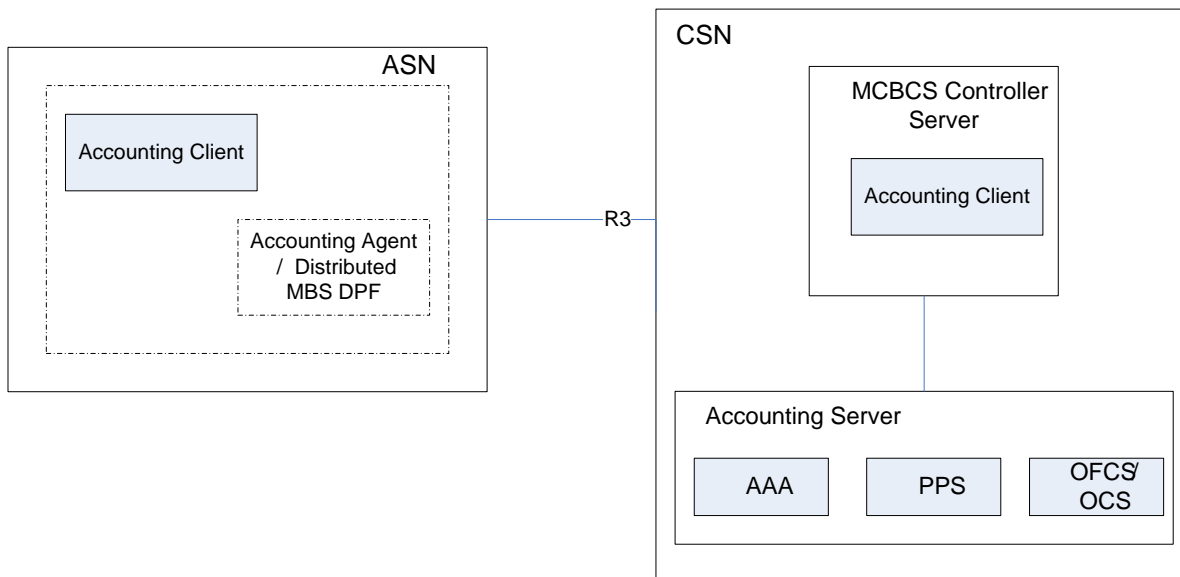 ASN
Accounting Client
Accounting Agent
/ Distributed
MBS DPF
R3
CSN
MCBCS Controller
Server
Accounting Client
Accounting Server
AAA
PPS
OFCS/
OCS